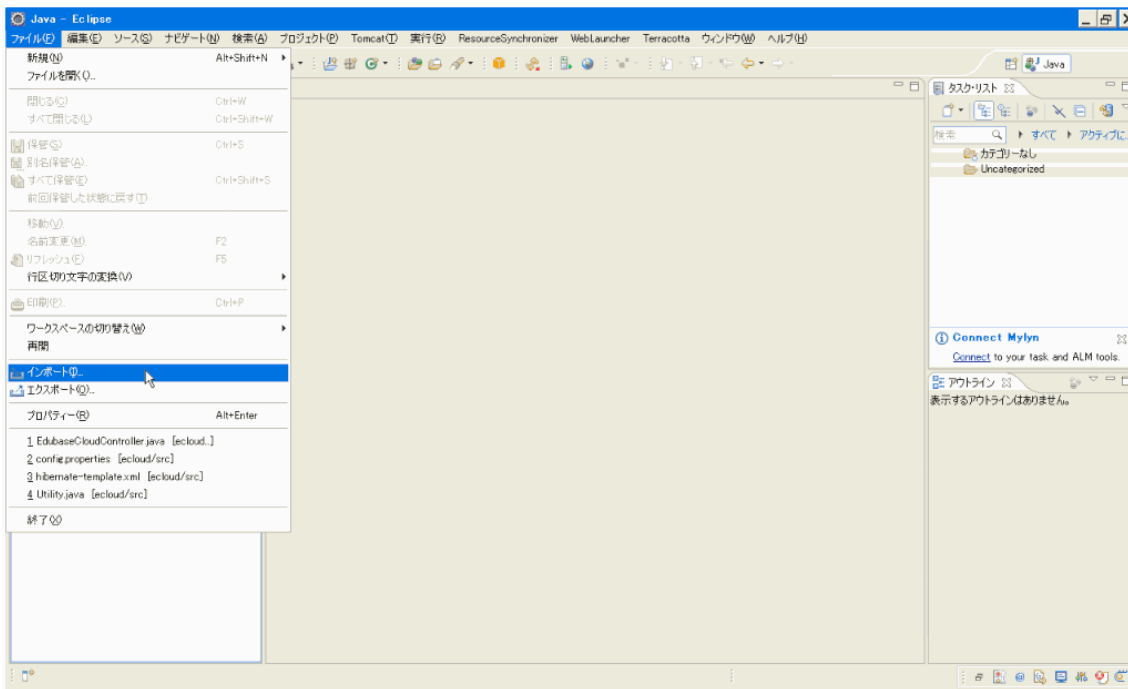 Java - Eclipse
ファイル(F) 編集(E) ソース(S) ナビゲート(N) 検索(A) プロジェクト(P) Tomcat(T) 実行(R) ResourceSynchronizer WebLauncher Terracotta ウィンドウ(W) ヘルプ(H)
新規(N) Alt+Shift+N
ファイルを開く(.)..
Java
閉じる(C) Ctrl+W
すべて閉じる(L) Ctrl+Shift+W
保管(S) Ctrl+S
別名保管(A)..
すべて保管(E) Ctrl+Shift+S
前回保管した状態に戻す(T)
移動(V)..
名前変更(M).. F2
リフレッシュ(F) F5
行区切り文字の変換(V)
印刷(P).. Ctrl+P
ワークスペースの切り替え(W)
再開
インポート(I)...
エクスポート(O)...
プロパティー(R) Alt+Enter
1 EdubaseCloudController.java [ecloud..]
2 config.properties [ecloud/src]
3 hibernate-template.xml [ecloud/src]
4 Utility.java [ecloud/src]
終了(X)
タスク・リスト
検索 すべて アクティブに...
カテゴリーなし
Uncategorized
Connect Mylyn
Connect to your task and ALM tools.
アウトライン
表示するアウトラインはありません。